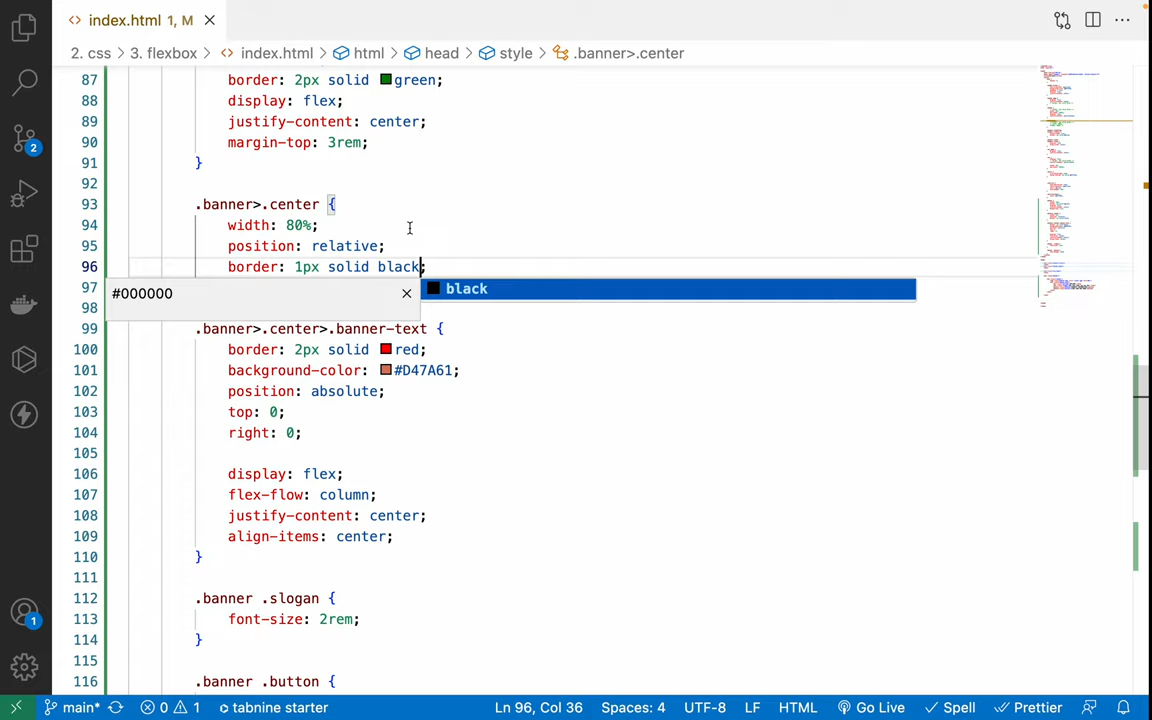 index.html 1, M
2. css > 3. flexbox > index.html > html > head > style > .banner>.center
87 border: 2px solid green;
88 display: flex;
89 justify-content: center;
90 margin-top: 3rem;
91 }
92
93 .banner>.center {
94 width: 80%;
95 position: relative;
96 border: 1px solid black;
97 #000000 black
98
99 .banner>.center>.banner-text {
100 border: 2px solid red;
101 background-color: #D47A61;
102 position: absolute;
103 top: 0;
104 right: 0;
105
106 display: flex;
107 flex-flow: column;
108 justify-content: center;
109 align-items: center;
110 }
111
112 .banner .slogan {
113 font-size: 2rem;
114 }
115
116 .banner .button {
2
1
main* 0 1 tabnine starter Ln 96, Col 36 Spaces: 4 UTF-8 LF HTML Go Live Spell Prettier